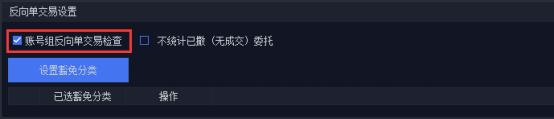 反向单交易设置
账号组反向单交易检查 不统计已撤（无成交）委托
设置豁免分类
已选豁免分类 操作